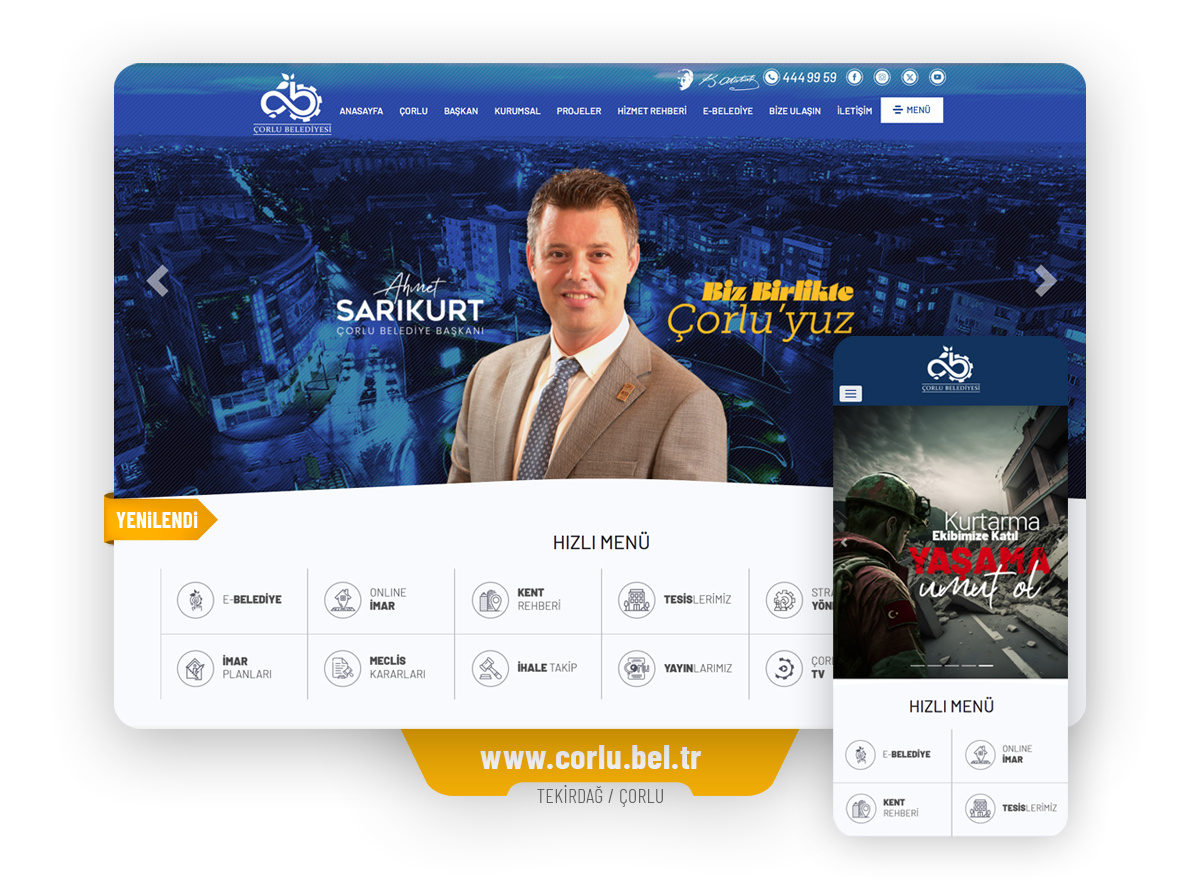 K. Atatürk
444 99 59
ÇORLU BELEDİYESİ
ANASAYFA ÇORLU BAŞKAN KURUMSAL PROJELER HİZMET REHBERİ E-BELEDİYE BİZE ULAŞIN İLETİŞİM MENÜ
Ahmet
SARIKURT
ÇORLU BELEDİYE BAŞKANI
Biz Birlikte
Çorlu'yuz
YENİLENDİ
HIZLI MENÜ
E-BELEDİYE
ONLINE
İMAR
KENT
REHBERİ
TESİSLERİMİZ
STRA
YÖN
İMAR
PLANLARI
MECLİS
KARARLARI
İHALE TAKİP
YAYINLARIMIZ
ÇOR
TV
ÇORLU BELEDİYESİ
Kurtarma
Ekibimize Katıl
YAŞAMA
umut ol
HIZLI MENÜ
E-BELEDİYE
ONLINE
İMAR
KENT
REHBERİ
TESİSLERİMİZ
www.corlu.bel.tr
TEKİRDAĞ / ÇORLU